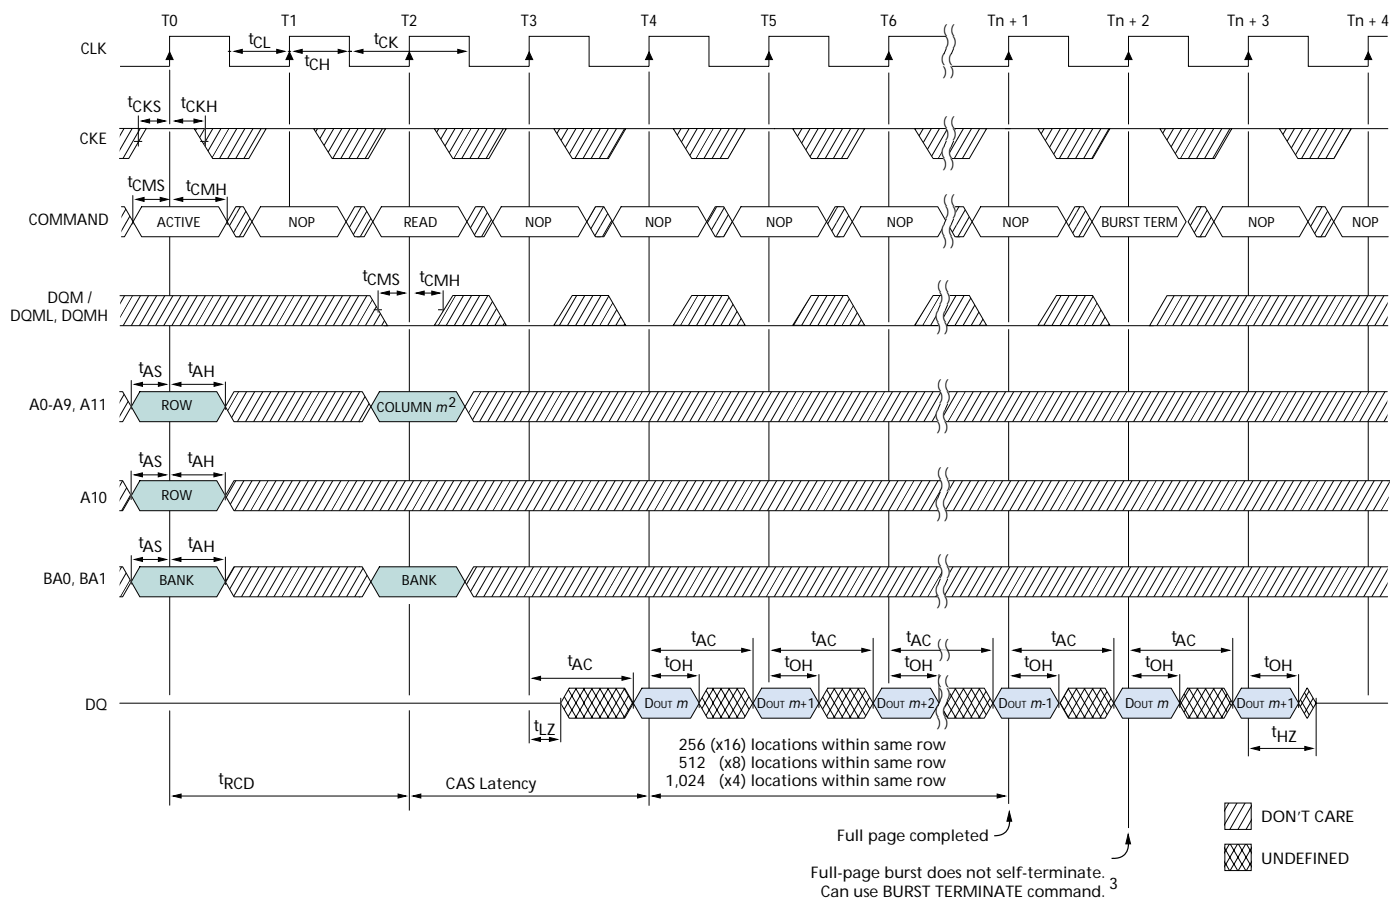 T0 T1 T2 T3 T4 T5 T6 Tn + 1 Tn + 2 Tn + 3 Tn + 4
CLK
tCL tCK
tCH
tCKS tCKH
CKE
tCMS tCMH
COMMAND ACTIVE NOP READ NOP NOP NOP NOP NOP BURST TERM NOP NOP
tCMS tCMH
DQM /
DQML, DQMH
tAS tAH
A0-A9, A11 ROW COLUMN m2
tAS tAH
A10 ROW
tAS tAH
BA0, BA1 BANK BANK
tAC tAC tAC tAC tAC
tAC tOH tOH tOH tOH tOH tOH
DQ DOUT m DOUT m+1 DOUT m+2 DOUT m-1 DOUT m DOUT m+1
tLZ tHZ
256 (x16) locations within same row
512 (x8) locations within same row
1,024 (x4) locations within same row
tRCD CAS Latency
Full page completed
DON'T CARE
UNDEFINED
Full-page burst does not self-terminate.
Can use BURST TERMINATE command. 3